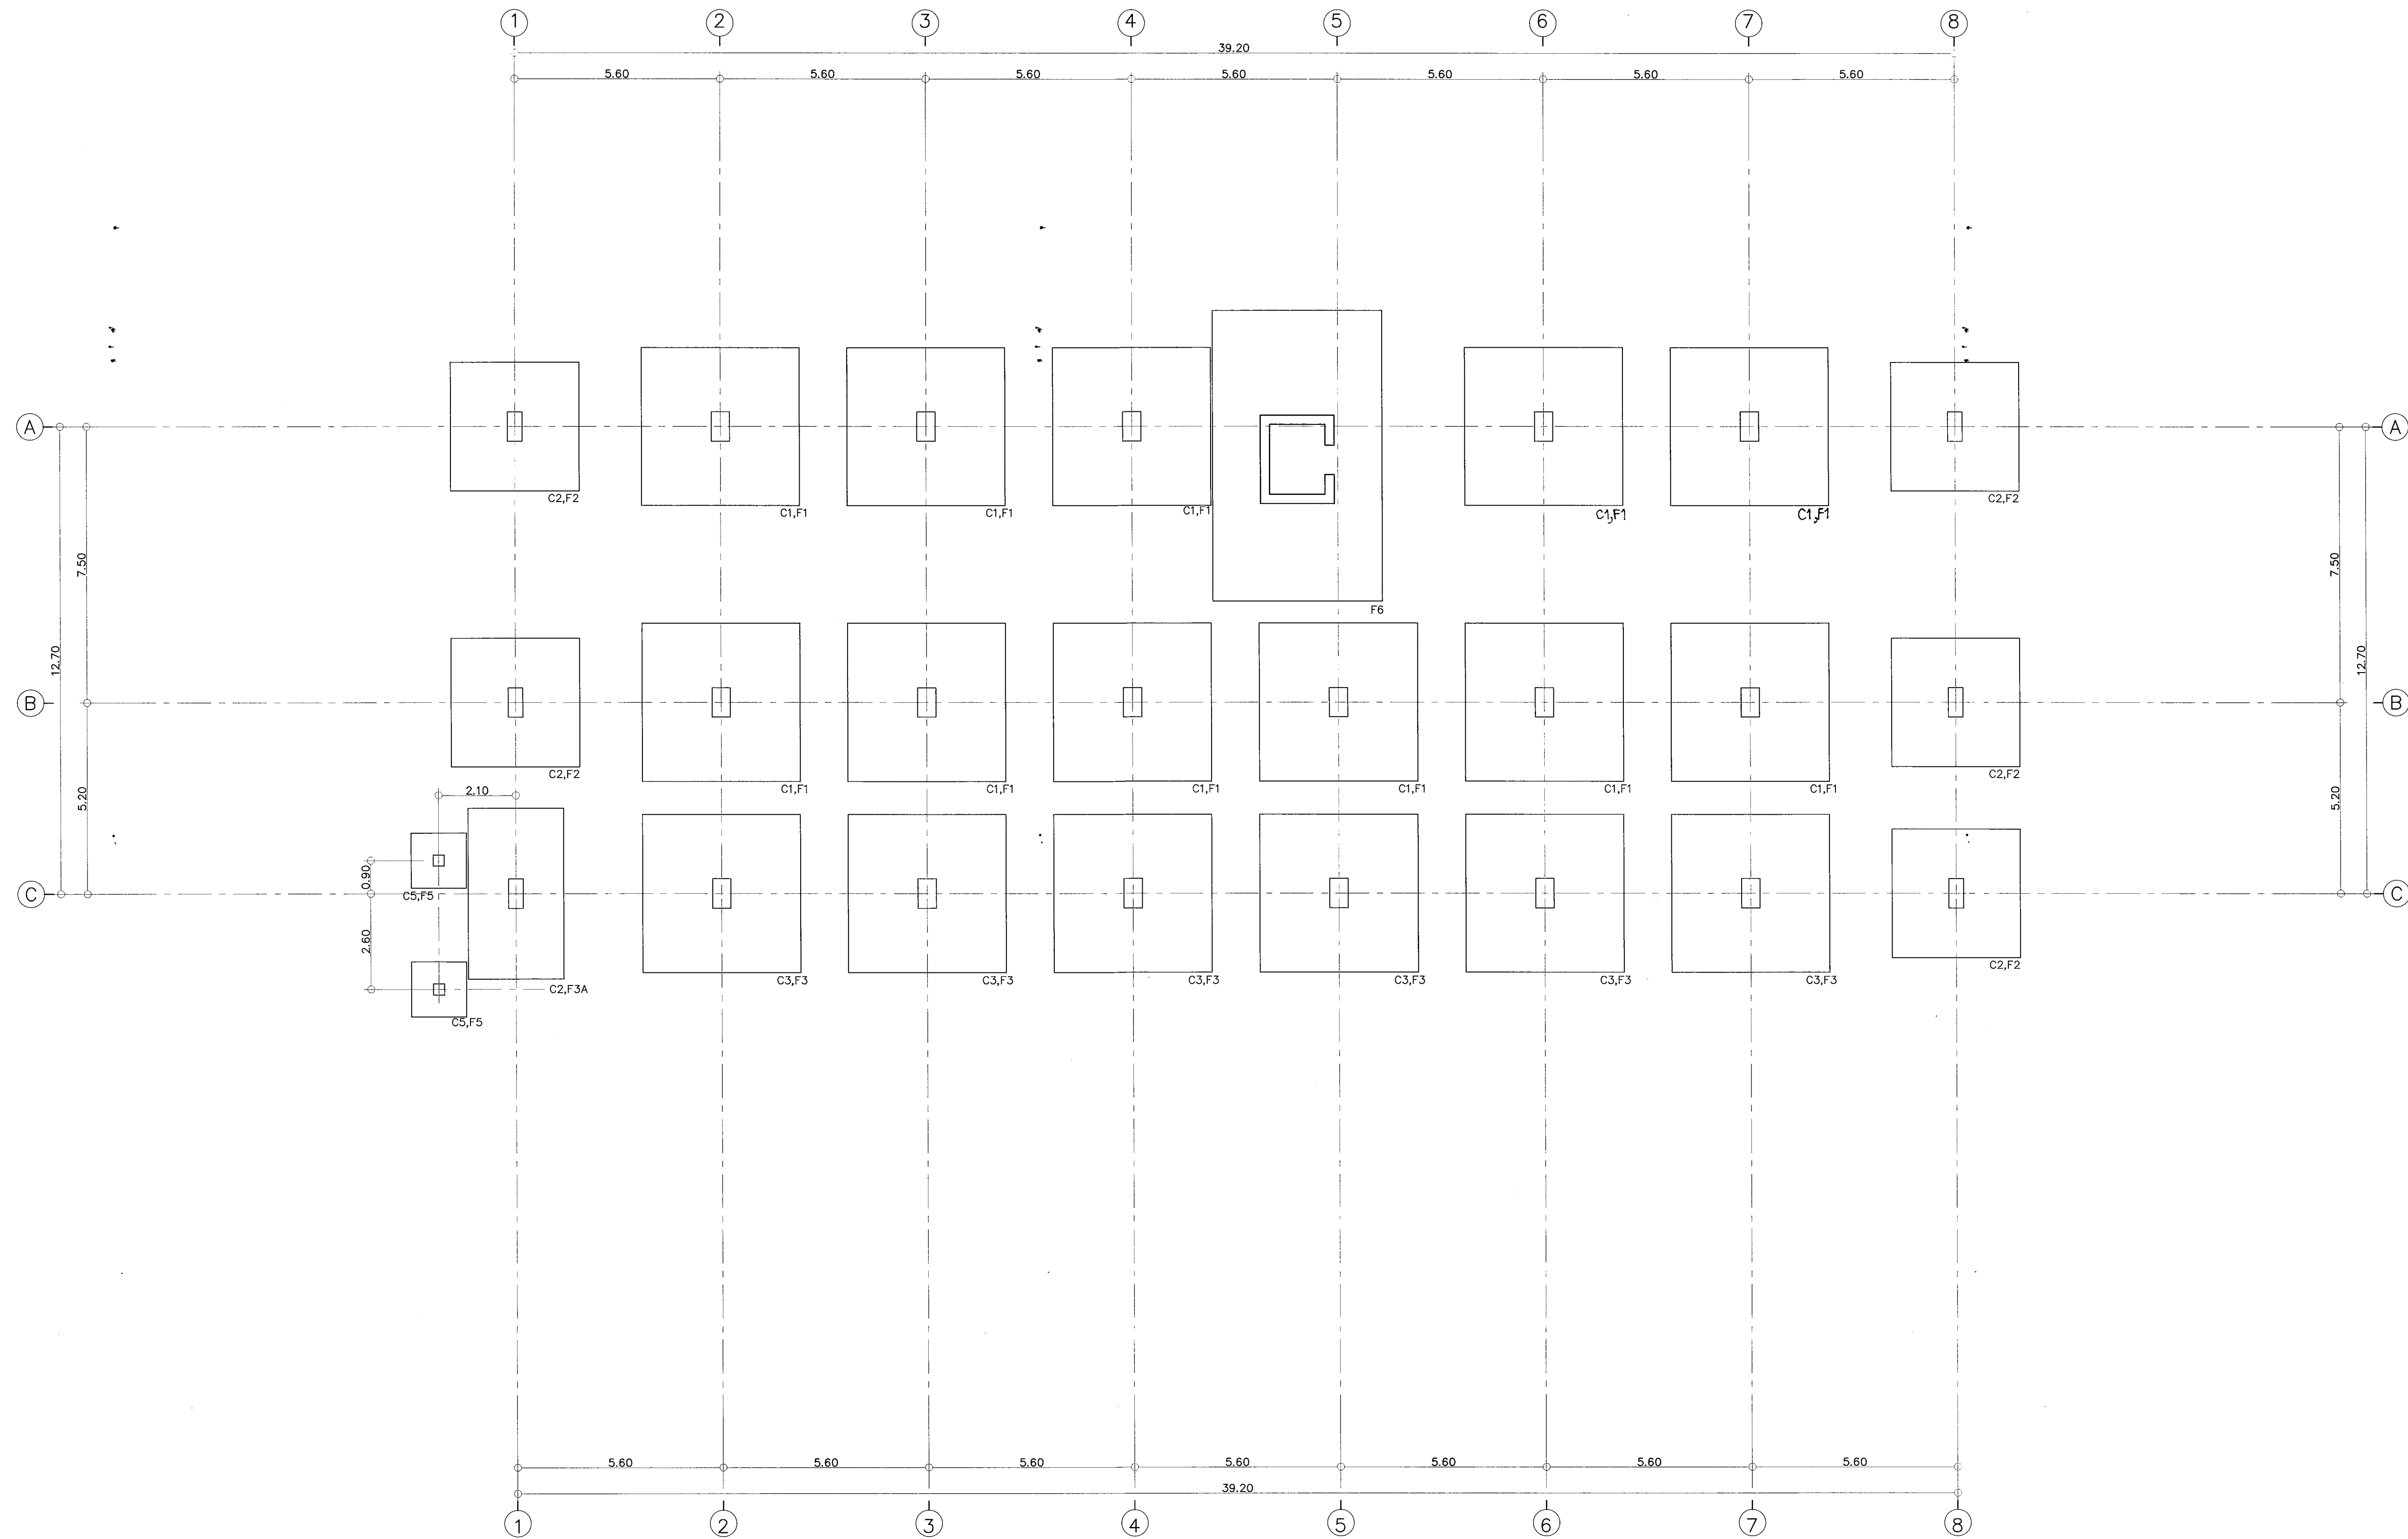 1 2 3 4 5 6 7 8
39.20
5.60 5.60 5.60 5.60 5.60 5.60 5.60
A A
C2,F2 C1,F1 C1,F1 C1,F1 C1,F1 C1,F1 C2,F2
7.50 7.50
F6
12.70 12.70
B B
C2,F2 C1,F1 C1,F1 C1,F1 C1,F1 C1,F1 C1,F1 C2,F2
5.20 2.10 5.20
0.90
C5,F5
C C
2.60
C2,F3A C3,F3 C3,F3 C3,F3 C3,F3 C3,F3 C3,F3 C2,F2
C5,F5
5.60 5.60 5.60 5.60 5.60 5.60 5.60
39.20
1 2 3 4 5 6 7 8